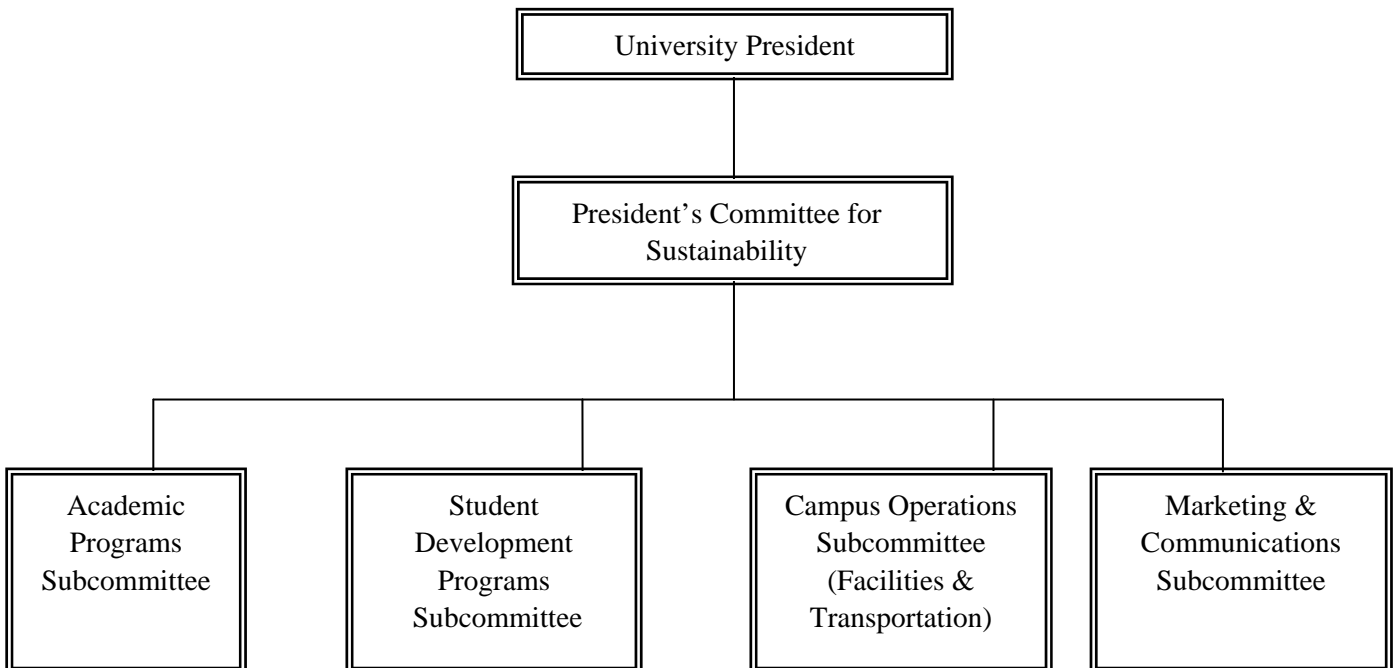 University President
President’s Committee for
Sustainability
Academic
Programs
Subcommittee
Student
Development
Programs
Subcommittee
Campus Operations
Subcommittee
(Facilities &
Transportation)
Marketing &
Communications
Subcommittee